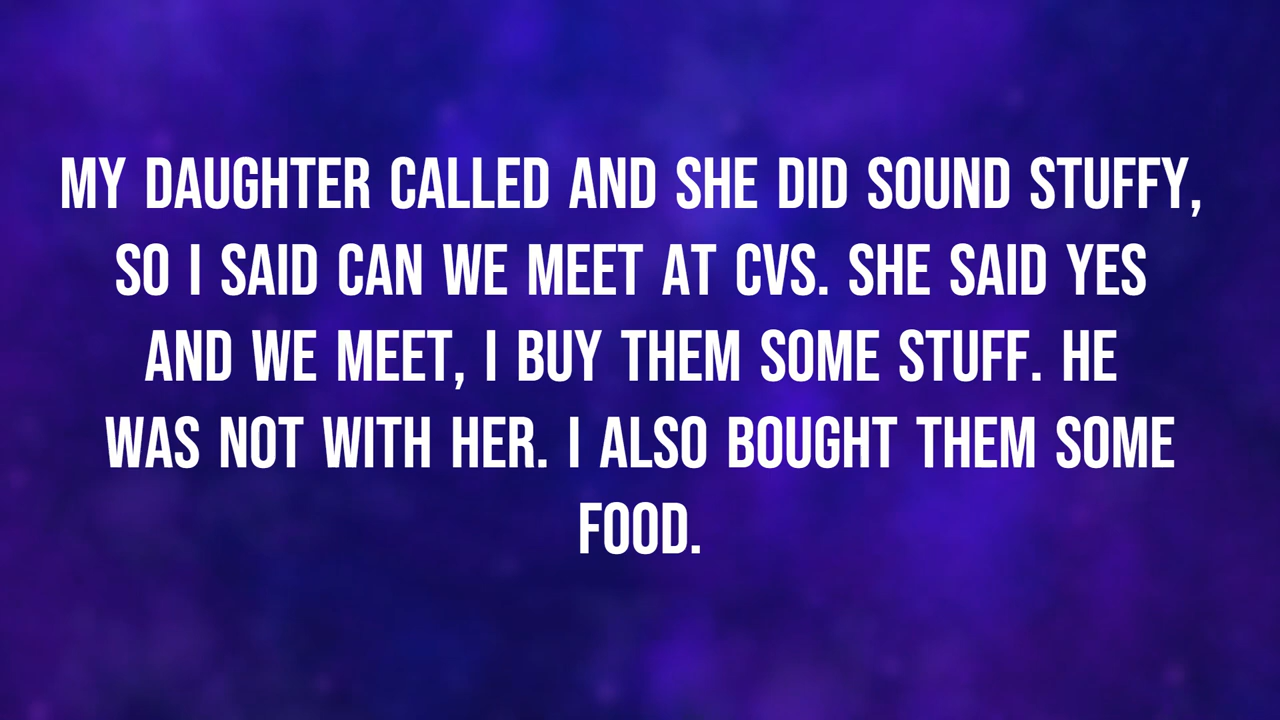 MY DAUGHTER CALLED AND SHE DID SOUND STUFFY,
SO I SAID CAN WE MEET AT CVS. SHE SAID YES
AND WE MEET, I BUY THEM SOME STUFF. HE
WAS NOT WITH HER. I ALSO BOUGHT THEM SOME
FOOD.